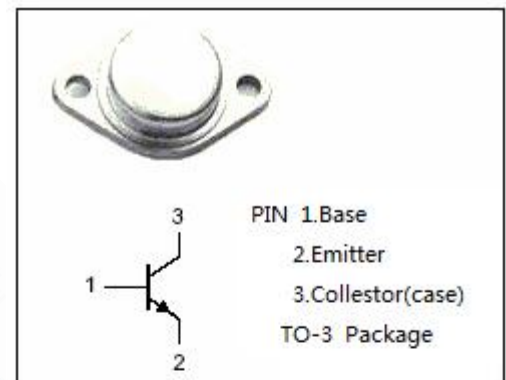 3
1
2
PIN 1.Base
2.Emitter
3.Collestor(case)
TO-3 Package